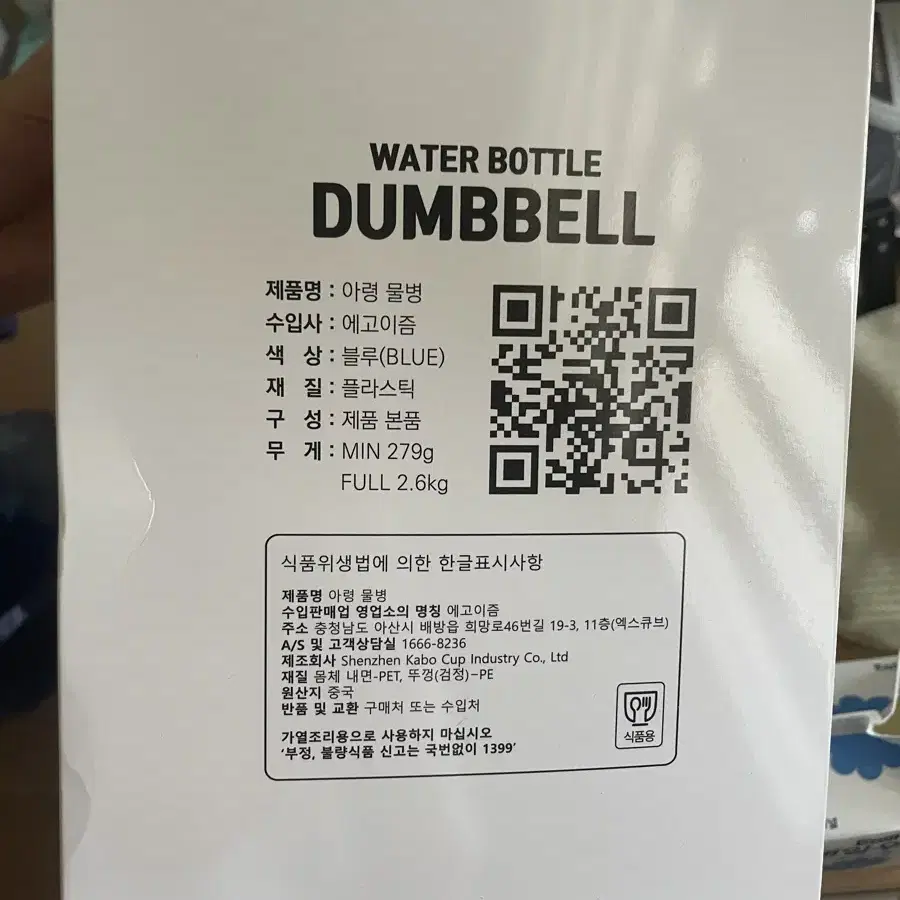 WATER BOTTLE
DUMBBELL
제품명 : 아령 물병
수입사 : 에고이즘
색 상 : 블루(BLUE)
재 질 : 플라스틱
구 성 : 제품 본품
무 게 : MIN 279g
FULL 2.6kg
식품위생법에 의한 한글표시사항
제품명 아령 물병
수입판매업 영업소의 명칭 에고이즘
주소 충청남도 아산시 배방읍 희망로46번길 19-3, 11층(엑스큐브)
A/S 및 고객상담실 1666-8236
제조회사 Shenzhen Kabo Cup Industry Co., Ltd
재질 몸체 내면-PET, 뚜껑(검정)-PE
원산지 중국
반품 및 교환 구매처 또는 수입처
가열조리용으로 사용하지 마십시오
‘부정, 불량식품 신고는 국번없이 1399’
식품용